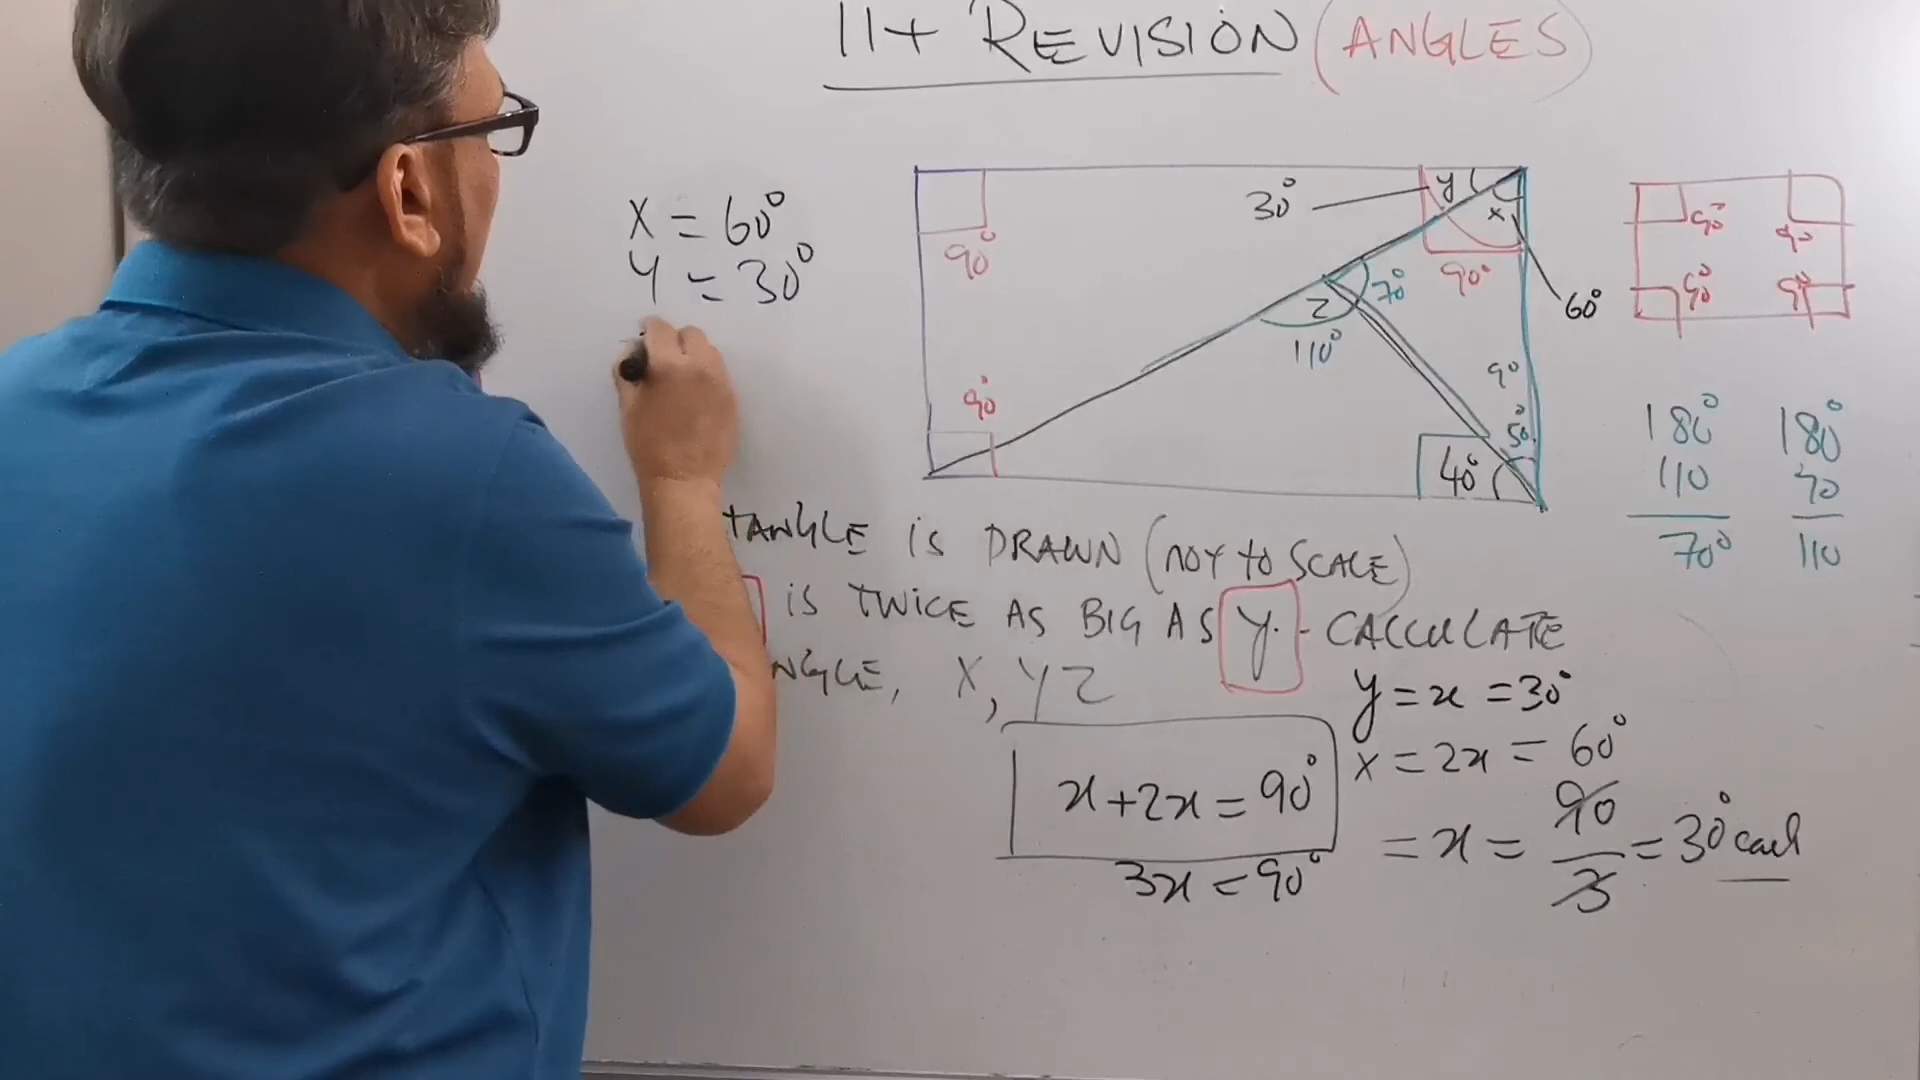 11+ REVISION (ANGLES)
X = 60°
Y = 30°
90°
90°
30°
y
x
90°
60°
70°
Z
110°
90
50°
40°
90°
90
90°
90
180°
110
70°
180°
70
110
TANGLE IS DRAWN (NOT TO SCALE)
IS TWICE AS BIG AS y. - CALCULATE
NGLE, X, YZ
y = x = 30°
x = 2x = 60°
x + 2x = 90°
3x = 90°
= x = 90/3 = 30° each